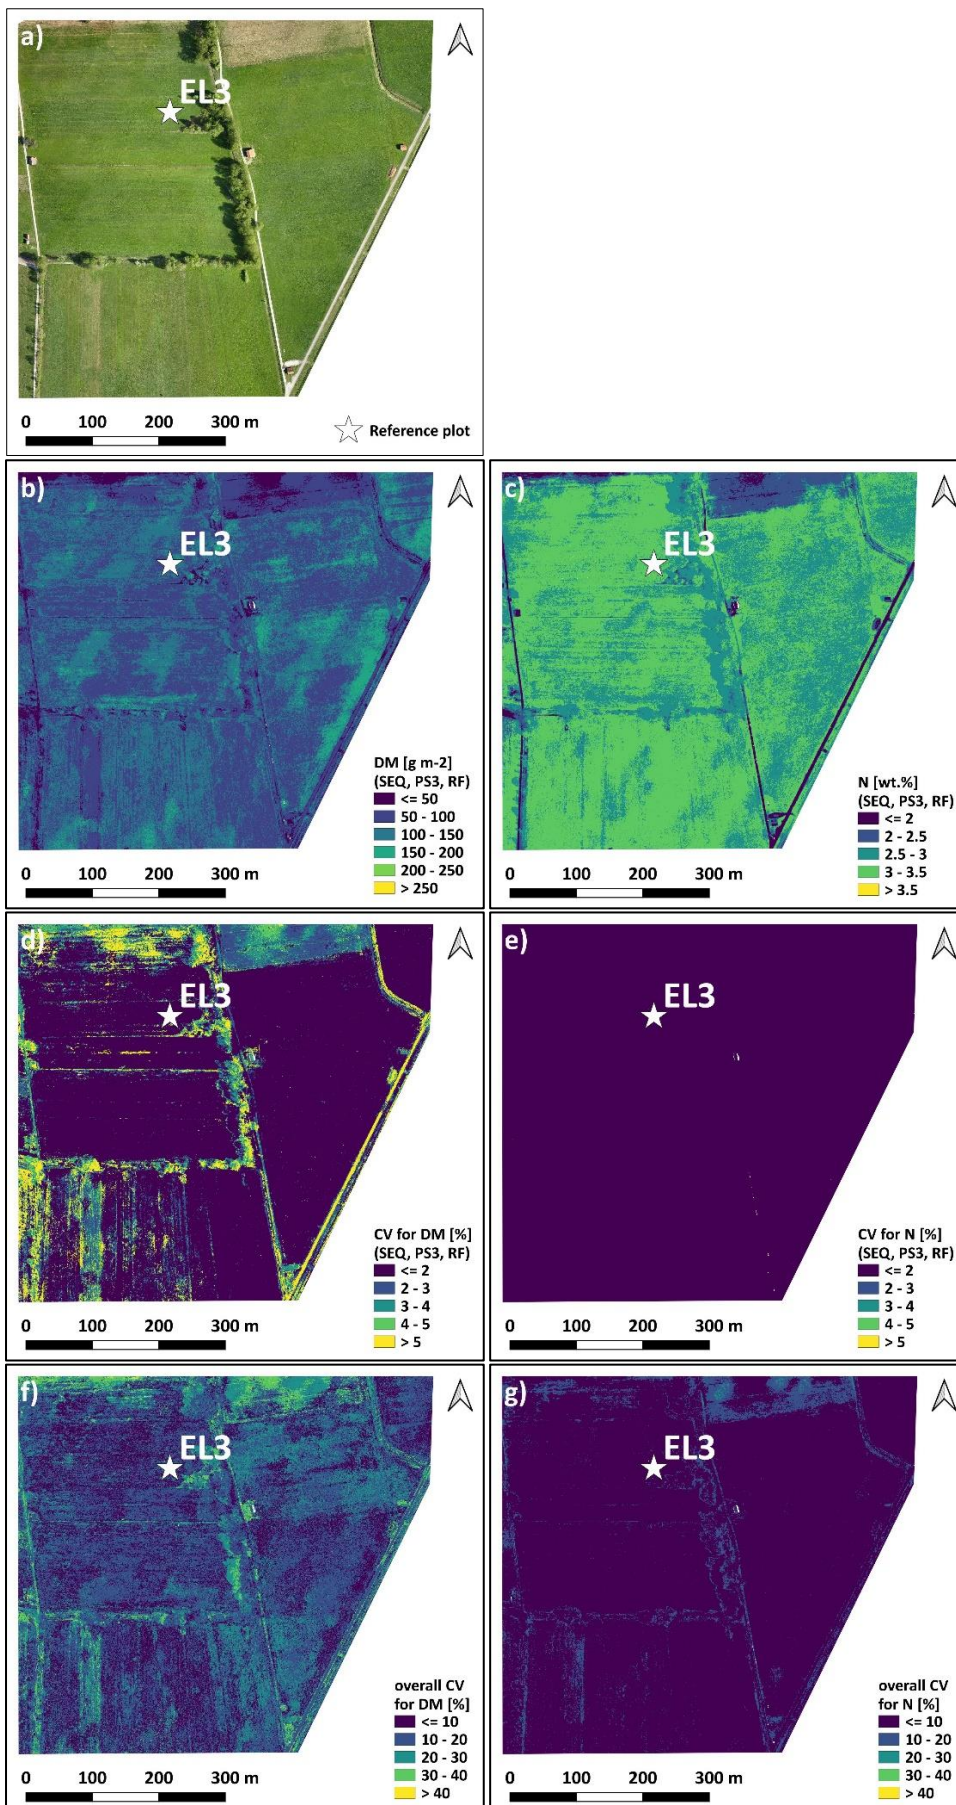 a)
EL3
0 100 200 300 m
Reference plot
b)
EL3
DM [g m-2]
(SEQ, PS3, RF)
<= 50
50 - 100
100 - 150
150 - 200
200 - 250
> 250
0 100 200 300 m
c)
EL3
N [wt.%]
(SEQ, PS3, RF)
<= 2
2 - 2.5
2.5 - 3
3 - 3.5
> 3.5
0 100 200 300 m
d)
EL3
CV for DM [%]
(SEQ, PS3, RF)
<= 2
2 - 3
3 - 4
4 - 5
> 5
0 100 200 300 m
e)
EL3
CV for N [%]
(SEQ, PS3, RF)
<= 2
2 - 3
3 - 4
4 - 5
> 5
0 100 200 300 m
f)
EL3
overall CV
for DM [%]
<= 10
10 - 20
20 - 30
30 - 40
> 40
0 100 200 300 m
g)
EL3
overall CV
for N [%]
<= 10
10 - 20
20 - 30
30 - 40
> 40
0 100 200 300 m